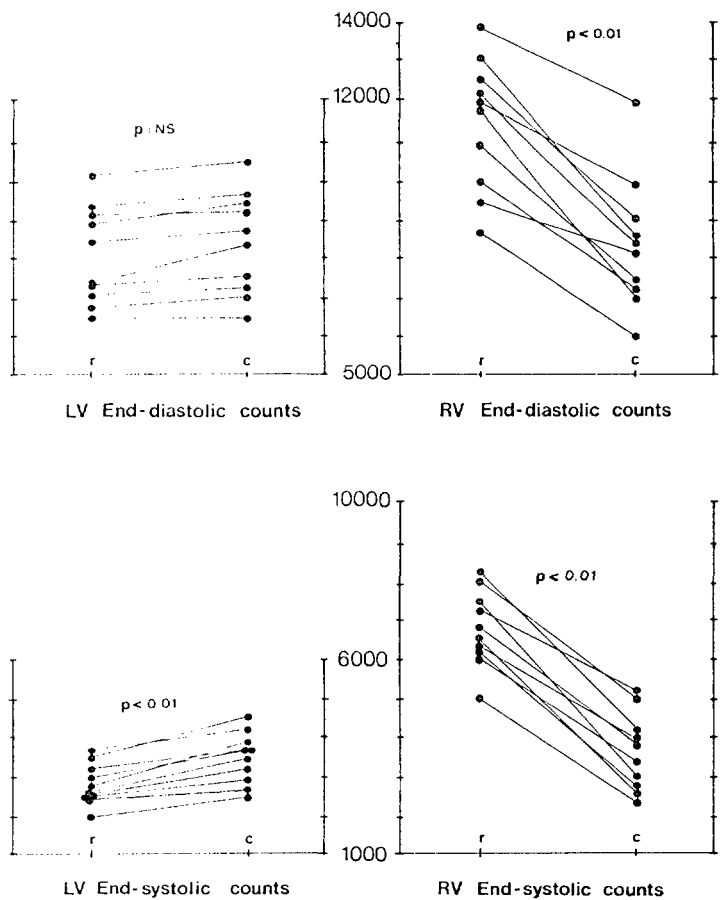 14000
p < 0.01
12000
p : NS
r c
r c
5000
LV End-diastolic counts
RV End-diastolic counts
10000
p < 0.01
6000
p < 0.01
r c
r c
1000
LV End-systolic counts
RV End-systolic counts